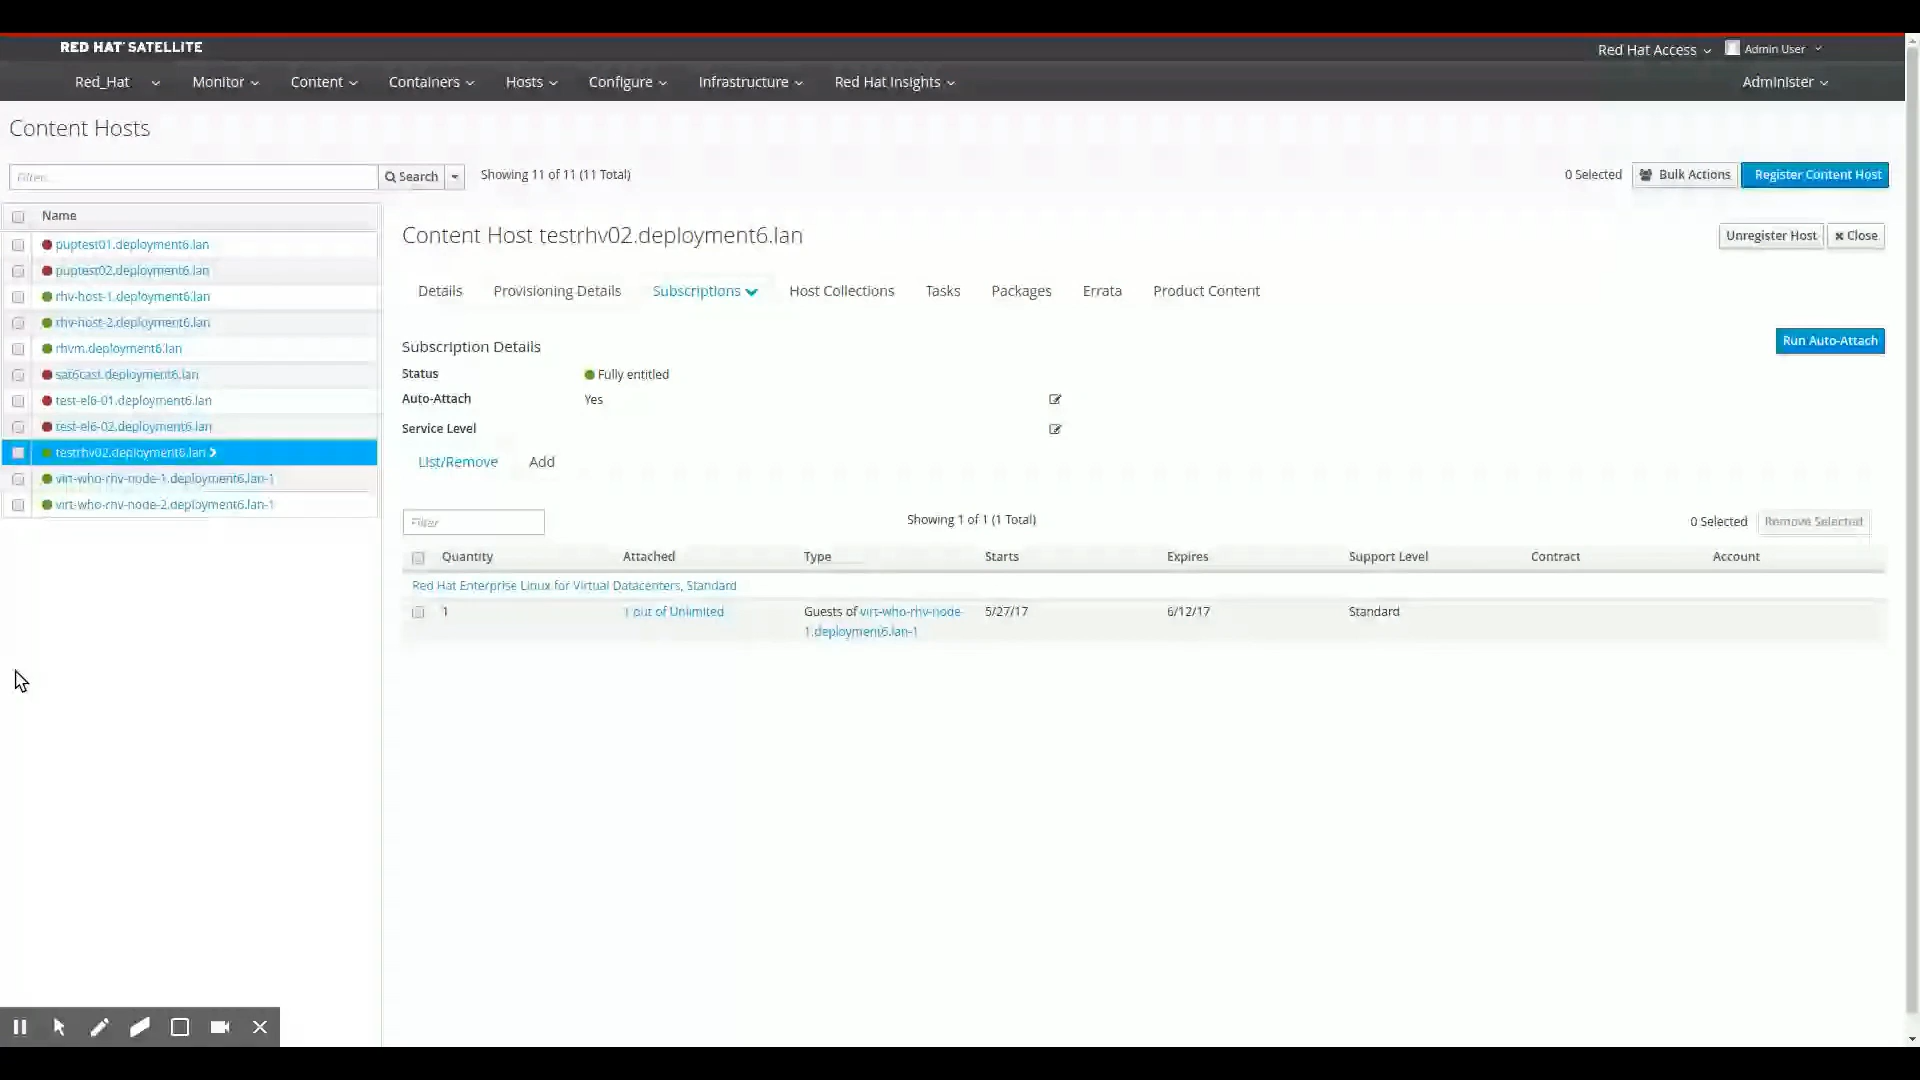 RED HAT SATELLITE
Red Hat Access
Admin User
Red_Hat
Monitor
Content
Containers
Hosts
Configure
Infrastructure
Red Hat Insights
Administer
Content Hosts
Filter...
Search
Showing 11 of 11 (11 Total)
0 Selected
Bulk Actions
Register Content Host
Name
puptest01.deployment6.lan
puptest02.deployment6.lan
rhv-host-1.deployment6.lan
rhv-host-2.deployment6.lan
rhvm.deployment6.lan
sat6cast.deployment6.lan
test-el6-01.deployment6.lan
test-el6-02.deployment6.lan
testrhv02.deployment6.lan
virt-who-rhv-node-1.deployment6.lan-1
virt-who-rhv-node-2.deployment6.lan-1
Content Host testrhv02.deployment6.lan
Unregister Host
Close
Details
Provisioning Details
Subscriptions
Host Collections
Tasks
Packages
Errata
Product Content
Subscription Details
Run Auto-Attach
Status
Fully entitled
Auto-Attach
Yes
Service Level
List/Remove
Add
Filter
Showing 1 of 1 (1 Total)
0 Selected
Remove Selected
Quantity
Attached
Type
Starts
Expires
Support Level
Contract
Account
Red Hat Enterprise Linux for Virtual Datacenters, Standard
1
1 out of Unlimited
Guests of virt-who-rhv-node-
1.deployment6.lan-1
5/27/17
6/12/17
Standard